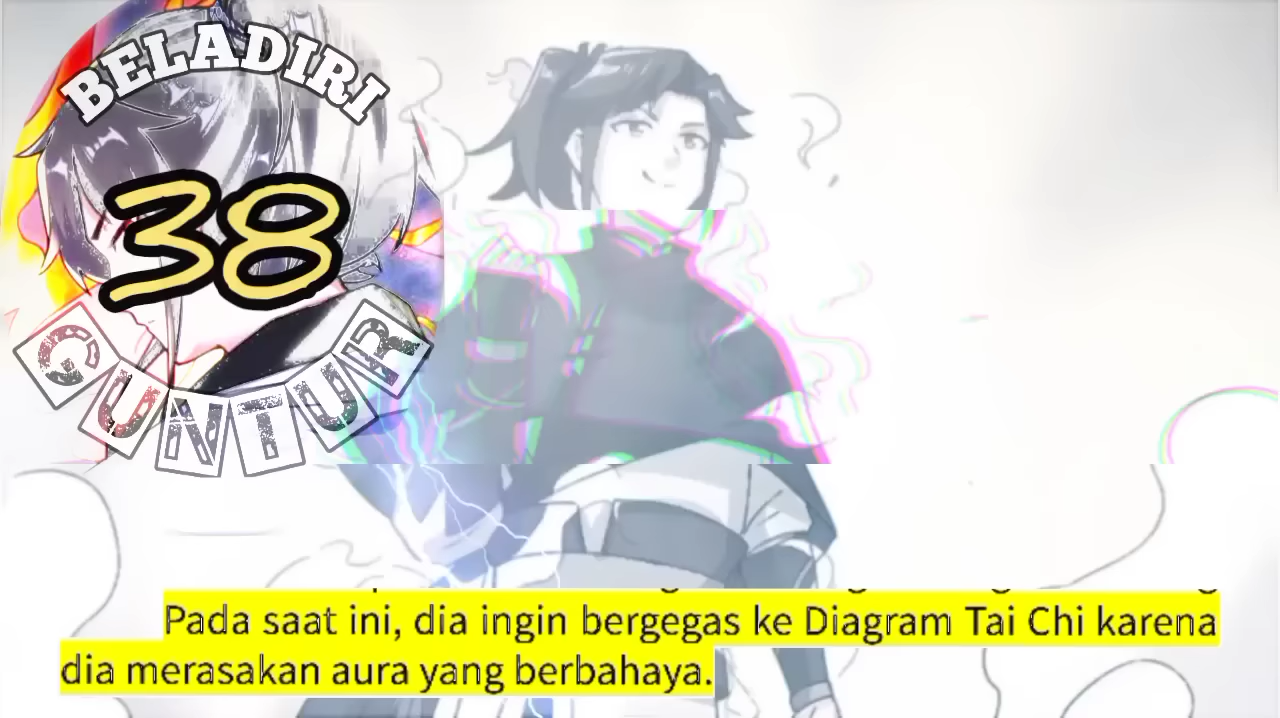 BELADIRI
38
GUNTUR
Pada saat ini, dia ingin bergegas ke Diagram Tai Chi karena
dia merasakan aura yang berbahaya.